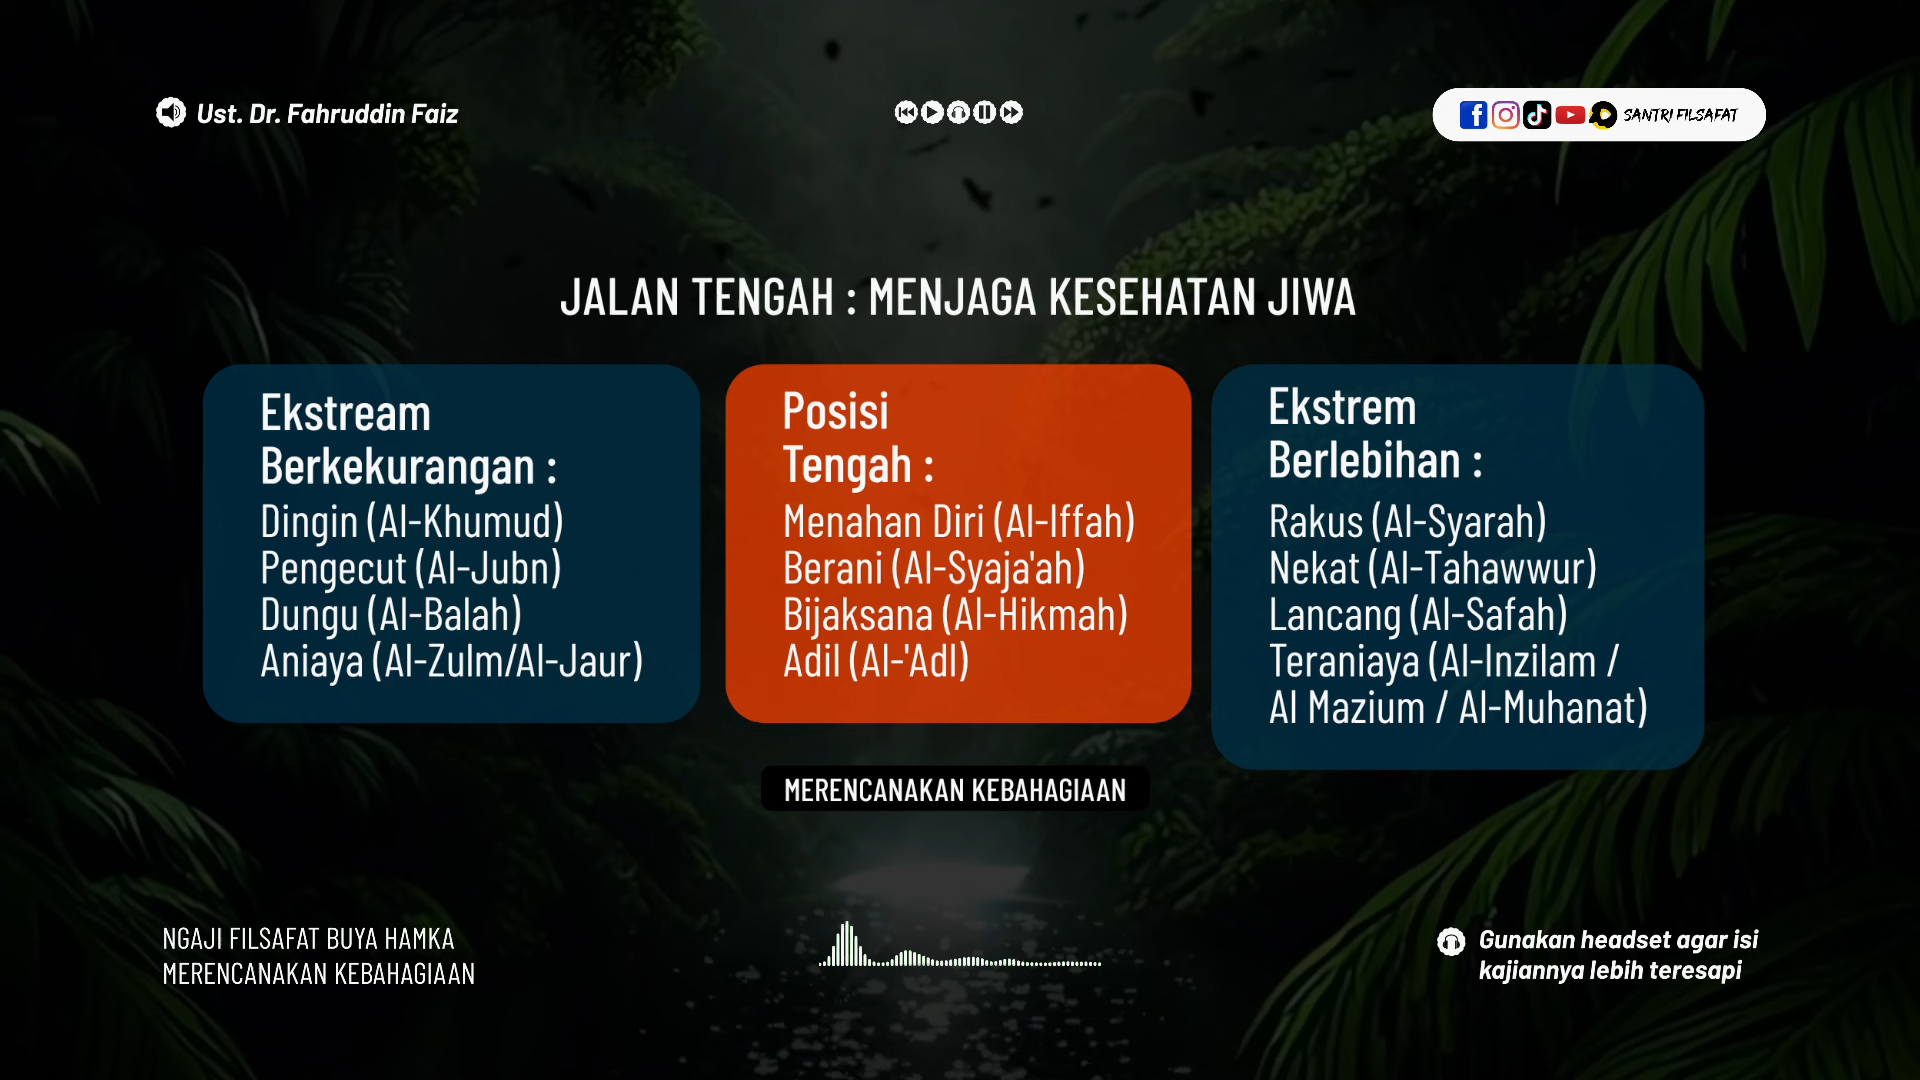 Ust. Dr. Fahruddin Faiz
SANTRI FILSAFAT
JALAN TENGAH : MENJAGA KESEHATAN JIWA
Ekstream
Berkekurangan :
Dingin (Al-Khumud)
Pengecut (Al-Jubn)
Dungu (Al-Balah)
Aniaya (Al-Zulm/Al-Jaur)
Posisi
Tengah :
Menahan Diri (Al-Iffah)
Berani (Al-Syaja'ah)
Bijaksana (Al-Hikmah)
Adil (Al-'Adl)
Ekstrem
Berlebihan :
Rakus (Al-Syarah)
Nekat (Al-Tahawwur)
Lancang (Al-Safah)
Teraniaya (Al-Inzilam /
Al Mazium / Al-Muhanat)
MERENCANAKAN KEBAHAGIAAN
NGAJI FILSAFAT BUYA HAMKA
MERENCANAKAN KEBAHAGIAAN
Gunakan headset agar isi
kajiannya lebih teresapi